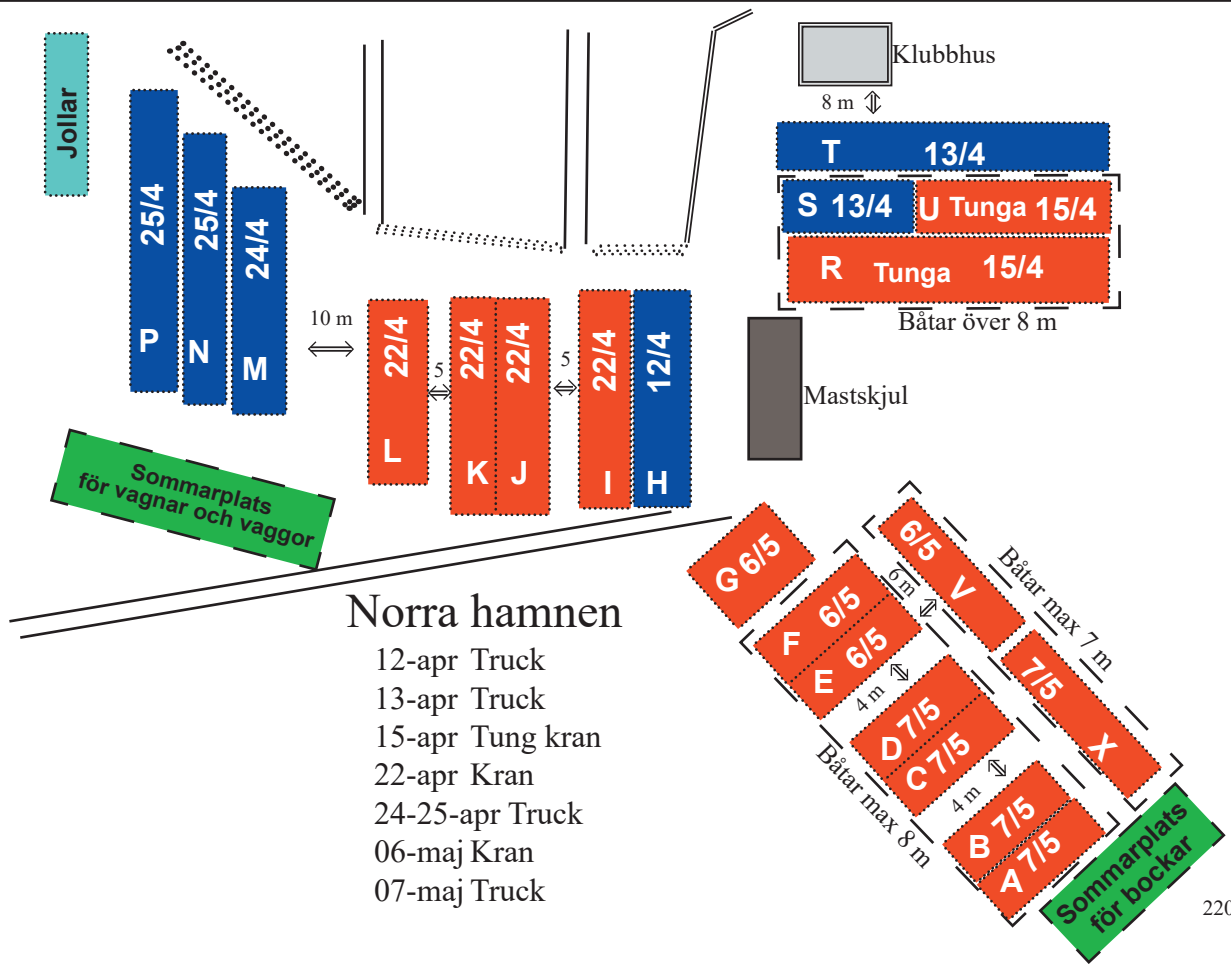 Jollar
Klubbhus
8 m
T 13/4
S 13/4
U Tunga 15/4
R Tunga 15/4
Båtar över 8 m
Mastskjul
P 25/4
N 25/4
M 24/4
10 m
L 22/4
5
K 22/4
J 22/4
5
I 22/4
H 12/4
Sommarplats
för vagnar och vaggor
G 6/5
F 6/5
E 6/5
6 m
6/5 V
Båtar max 7 m
7/5 X
4 m
D 7/5
C 7/5
4 m
Båtar max 8 m
B 7/5
A 7/5
Sommarplats
för bockar
Norra hamnen
12-apr Truck
13-apr Truck
15-apr Tung kran
22-apr Kran
24-25-apr Truck
06-maj Kran
07-maj Truck
220